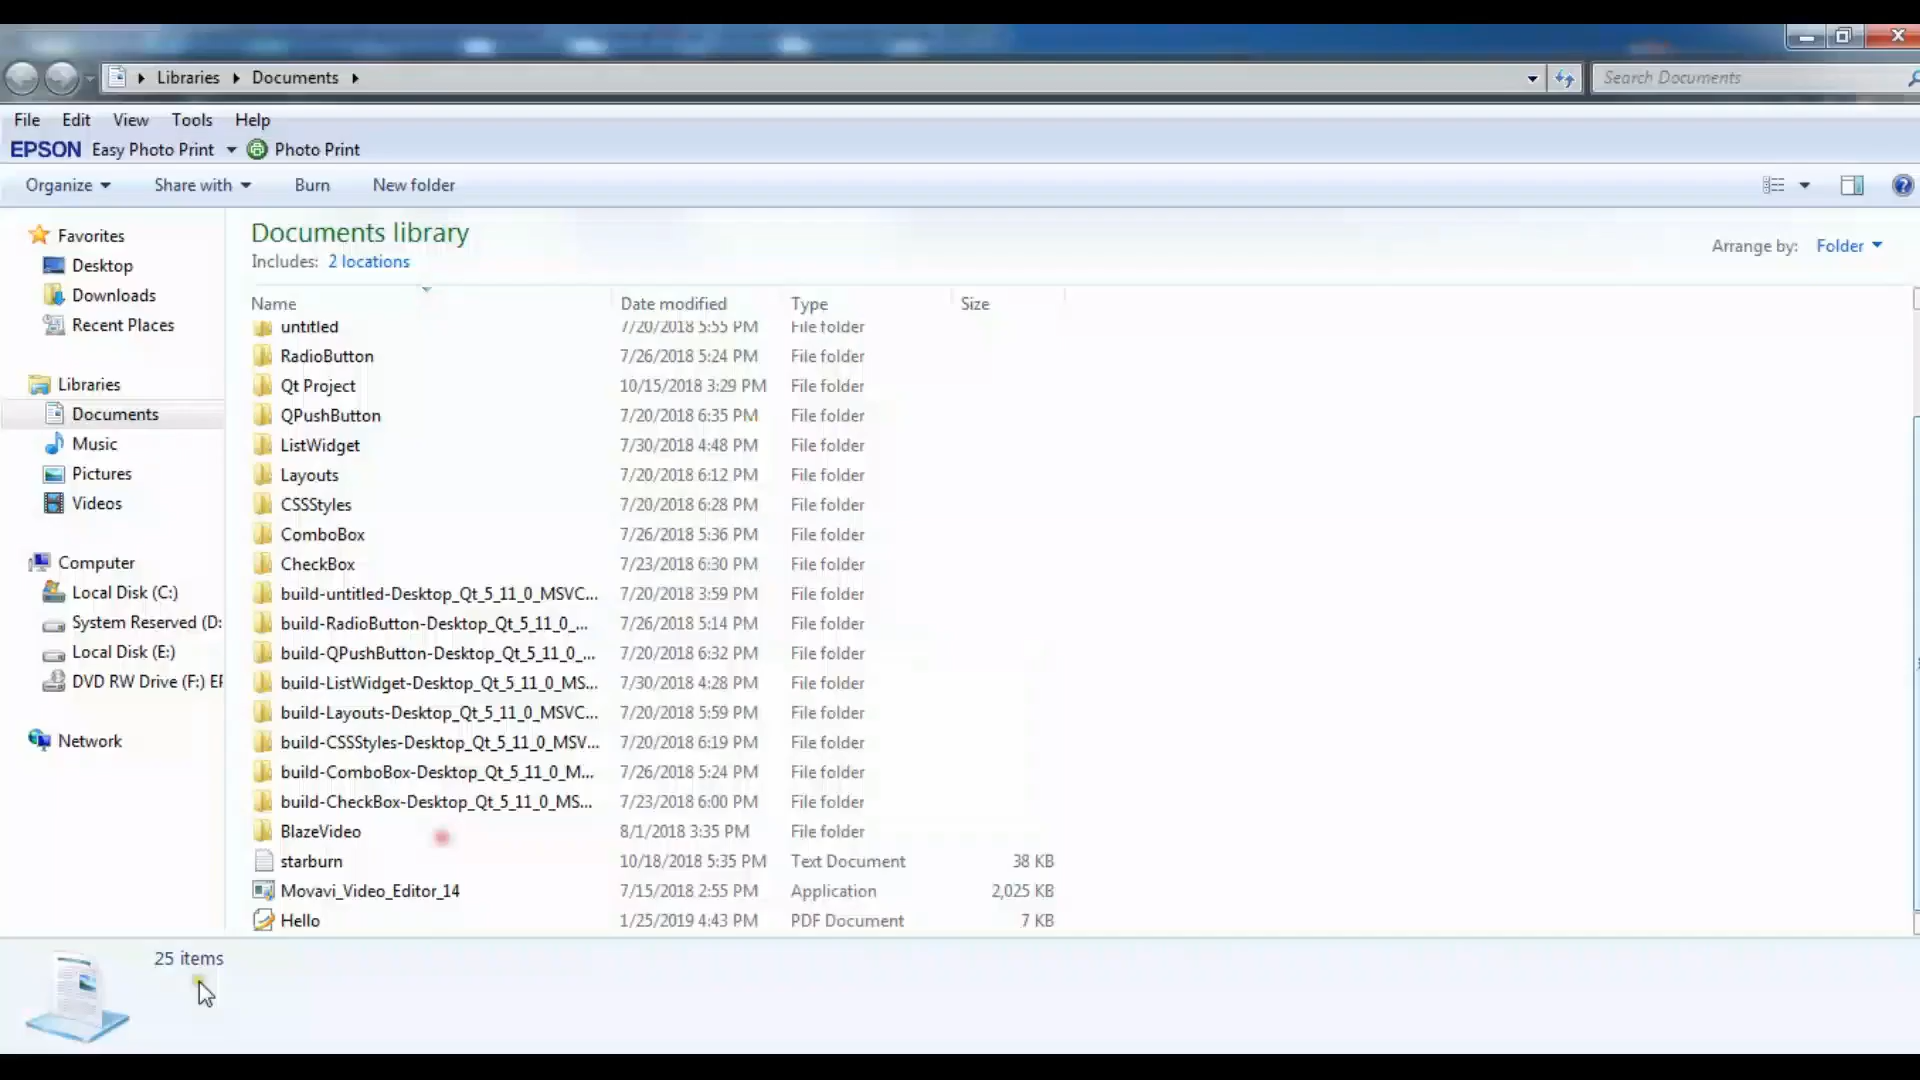 Libraries Documents
Search Documents
File Edit View Tools Help
EPSON Easy Photo Print Photo Print
Organize Share with Burn New folder
Favorites
Desktop
Downloads
Recent Places
Libraries
Documents
Music
Pictures
Videos
Computer
Local Disk (C:)
System Reserved (D:
Local Disk (E:)
DVD RW Drive (F:) EF
Network
Documents library
Includes: 2 locations
Arrange by: Folder
Name Date modified Type Size
untitled 7/20/2018 5:55 PM File folder
RadioButton 7/26/2018 5:24 PM File folder
Qt Project 10/15/2018 3:29 PM File folder
QPushButton 7/20/2018 6:35 PM File folder
ListWidget 7/30/2018 4:48 PM File folder
Layouts 7/20/2018 6:12 PM File folder
CSSStyles 7/20/2018 6:28 PM File folder
ComboBox 7/26/2018 5:36 PM File folder
CheckBox 7/23/2018 6:30 PM File folder
build-untitled-Desktop_Qt_5_11_0_MSVC... 7/20/2018 3:59 PM File folder
build-RadioButton-Desktop_Qt_5_11_0_... 7/26/2018 5:14 PM File folder
build-QPushButton-Desktop_Qt_5_11_0_... 7/20/2018 6:32 PM File folder
build-ListWidget-Desktop_Qt_5_11_0_MS... 7/30/2018 4:28 PM File folder
build-Layouts-Desktop_Qt_5_11_0_MSVC... 7/20/2018 5:59 PM File folder
build-CSSStyles-Desktop_Qt_5_11_0_MSV... 7/20/2018 6:19 PM File folder
build-ComboBox-Desktop_Qt_5_11_0_M... 7/26/2018 5:24 PM File folder
build-CheckBox-Desktop_Qt_5_11_0_MS... 7/23/2018 6:00 PM File folder
BlazeVideo 8/1/2018 3:35 PM File folder
starburn 10/18/2018 5:35 PM Text Document 38 KB
Movavi_Video_Editor_14 7/15/2018 2:55 PM Application 2,025 KB
Hello 1/25/2019 4:43 PM PDF Document 7 KB
25 items